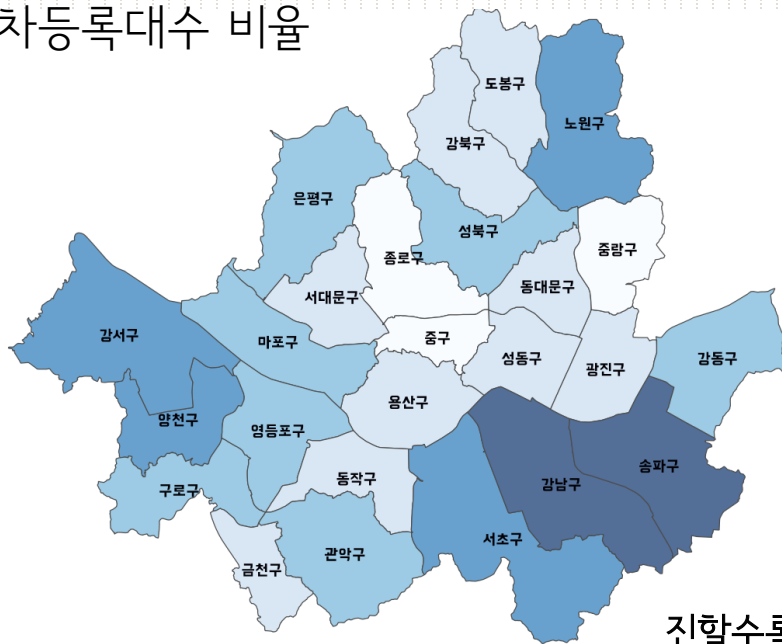 차등록대수 비율
도봉구
노원구
강북구
은평구
성북구
중랑구
종로구
동대문구
서대문구
강서구
마포구
중구
성동구
광진구
강동구
용산구
양천구
영등포구
송파구
동작구
강남구
구로구
서초구
관악구
금천구
진할수록